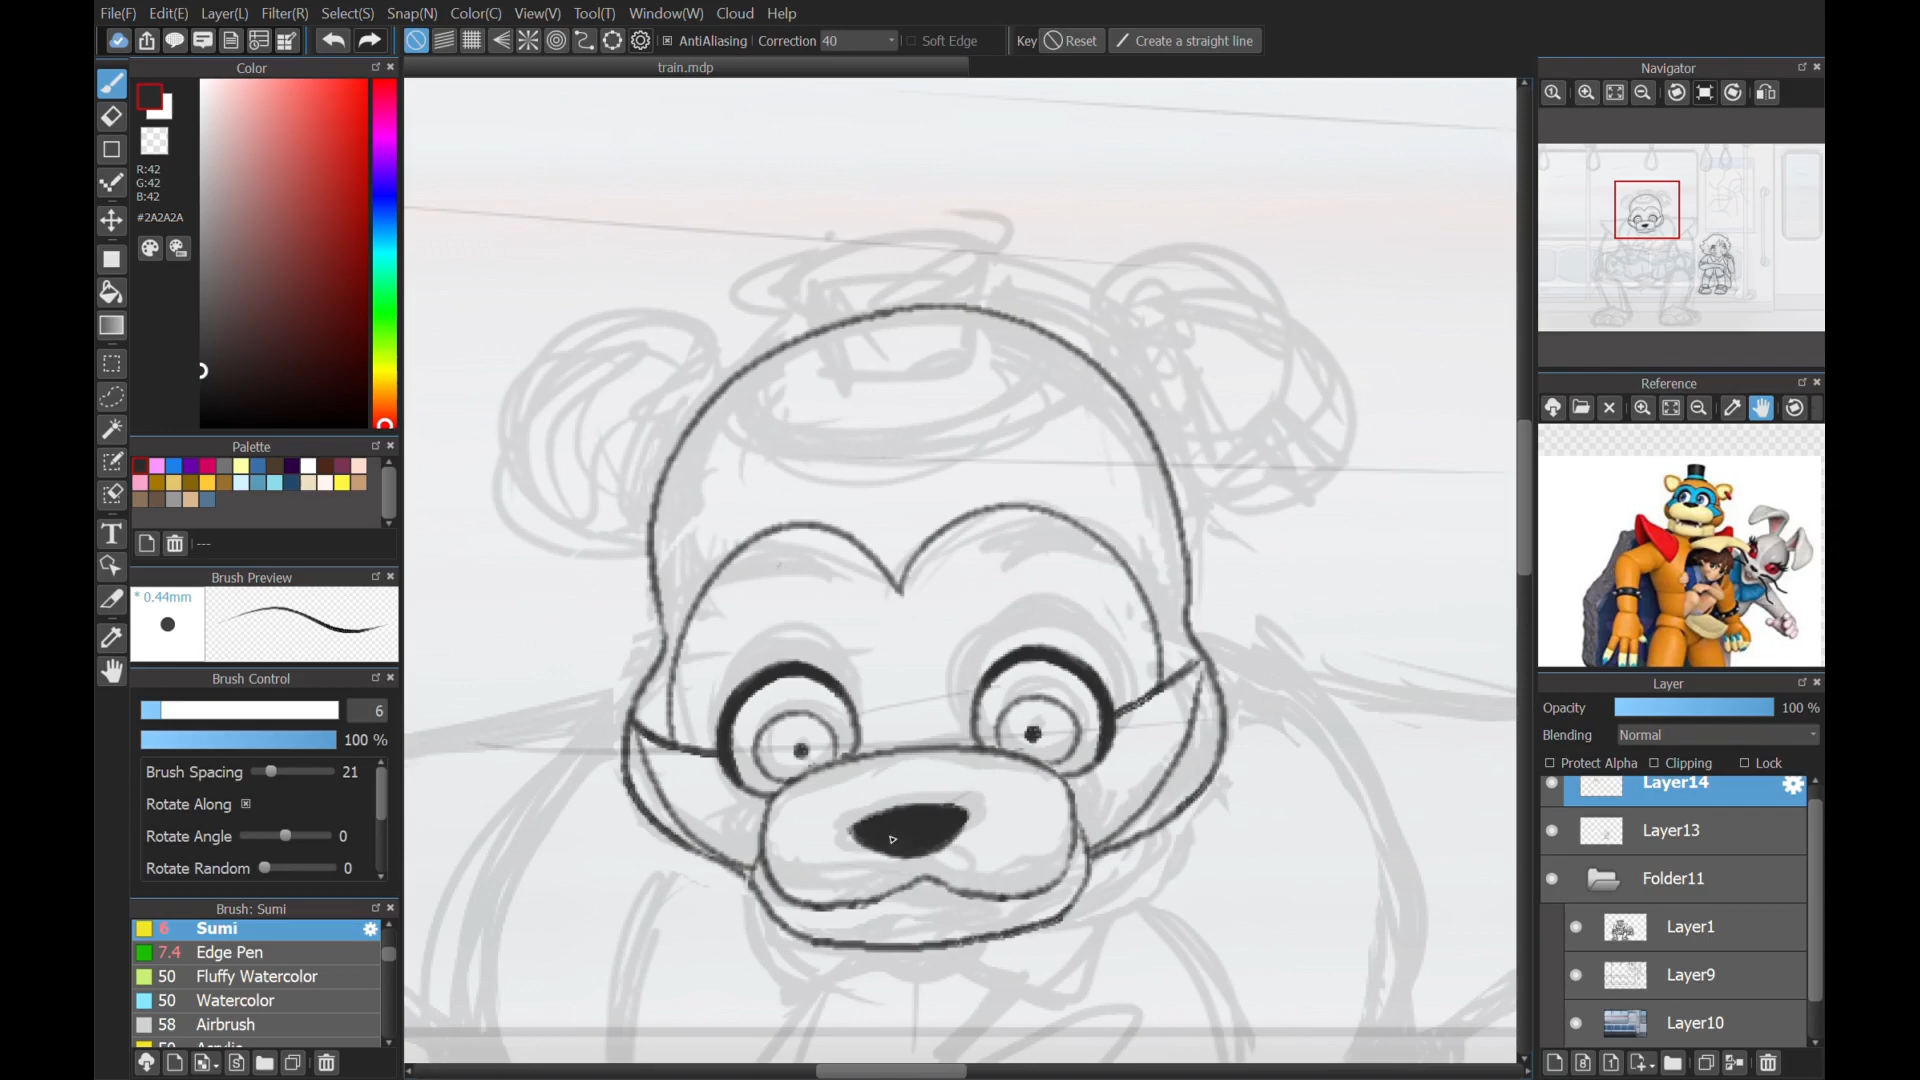 File(F) Edit(E) Layer(L) Filter(R) Select(S) Snap(N) Color(C) View(V) Tool(T) Window(W) Cloud Help
AntiAliasing Correction 40 Soft Edge Key Reset Create a straight line
Color
train.mdp
Navigator
R:42
G:42
B:42
#2A2A2A
Palette
---
Brush Preview
* 0.44mm
Brush Control
6
100 %
Brush Spacing 21
Rotate Along
Rotate Angle 0
Rotate Random 0
Brush: Sumi
6 Sumi
7.4 Edge Pen
50 Fluffy Watercolor
50 Watercolor
58 Airbrush
Reference
Layer
Opacity 100 %
Blending Normal
Protect Alpha Clipping Lock
Layer14
Layer13
Folder11
Layer1
Layer9
Layer10